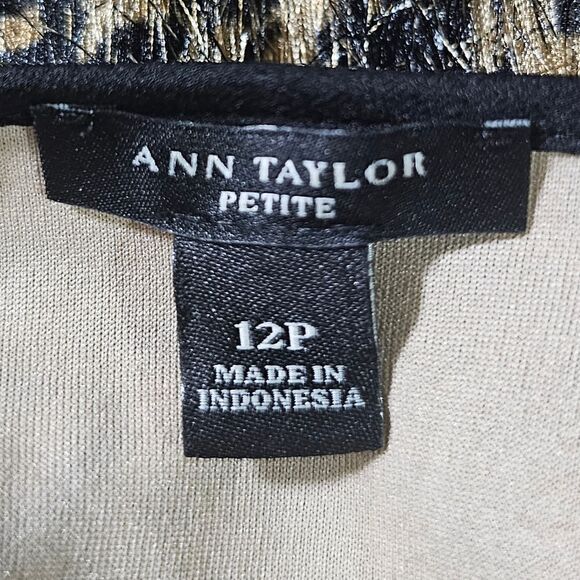 ANN TAYLOR
PETITE
12P
MADE IN
INDONESIA